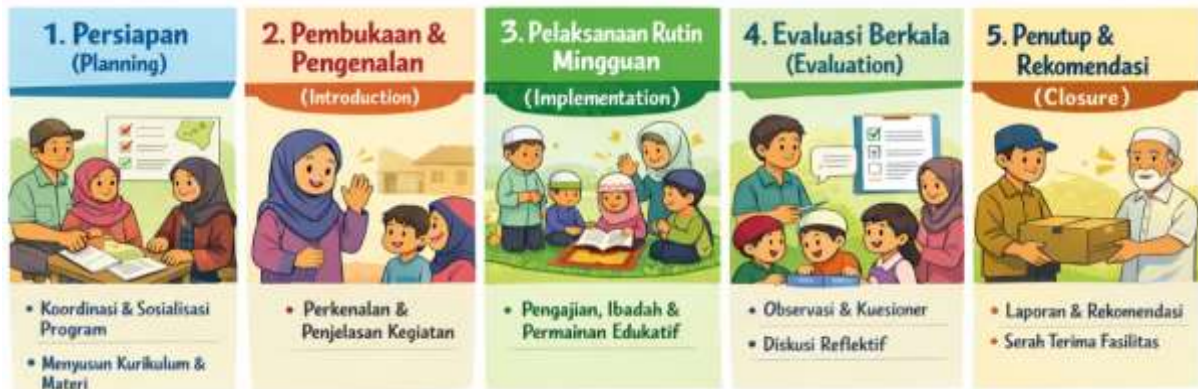 1. Persiapan
(Planning)
• Koordinasi & Sosialisasi
Program
• Menyusun Kurikulum &
Materi
2. Pembukaan &
Pengenalan
(Introduction)
• Perkenalan &
Penjelasan Kegiatan
3. Pelaksanaan Rutin
Mingguan
(Implementation)
• Pengajian, Ibadah &
Permainan Edukatif
4. Evaluasi Berkala
(Evaluation)
• Observasi & Kuesioner
• Diskusi Reflektif
5. Penutup &
Rekomendasi
(Closure)
• Laporan & Rekomendasi
• Serah Terima Fasilitas